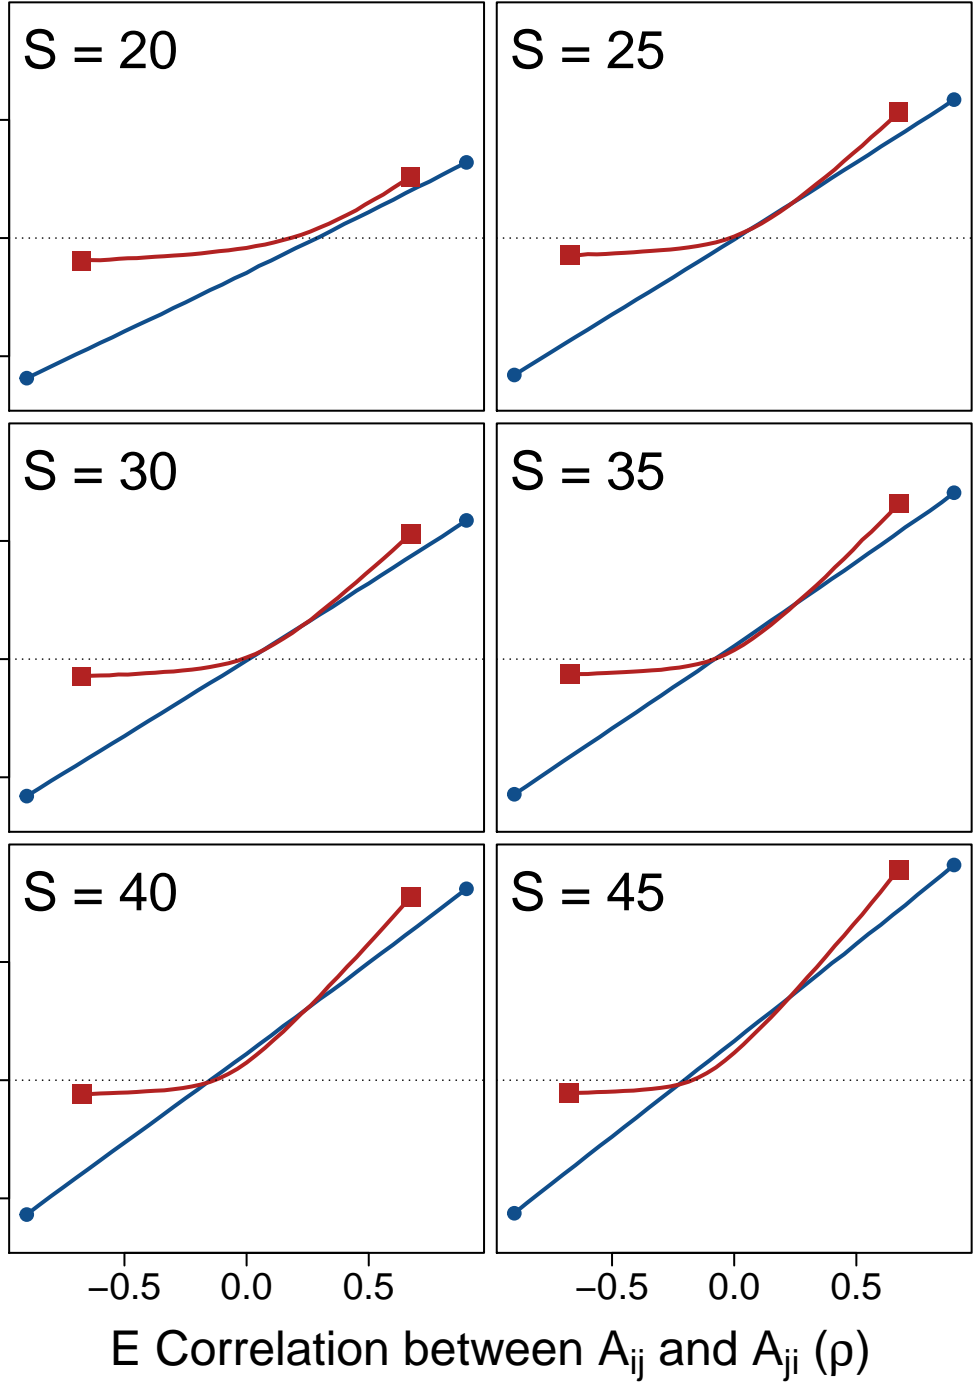 S = 20
S = 25
S = 30
S = 35
S = 40
S = 45
−0.5 0.0 0.5 −0.5 0.0 0.5
E Correlation between Aij and Aji (ρ)